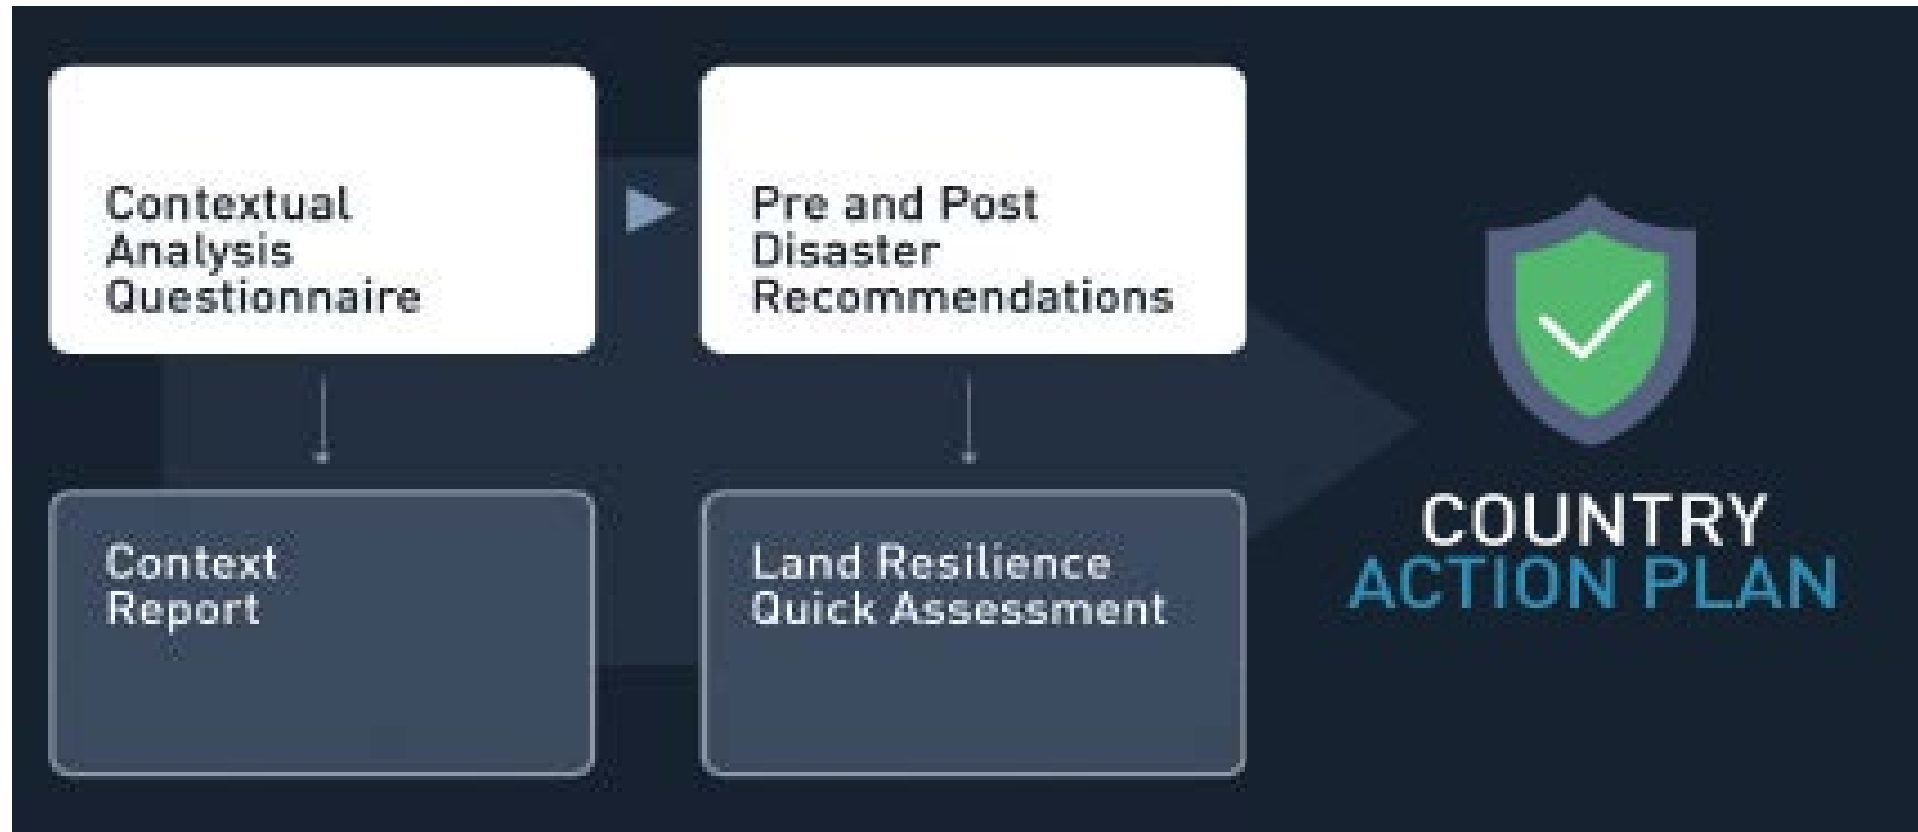 Contextual
Analysis
Questionnaire
Pre and Post
Disaster
Recommendations
Context
Report
Land Resilience
Quick Assessment
COUNTRY
ACTION PLAN